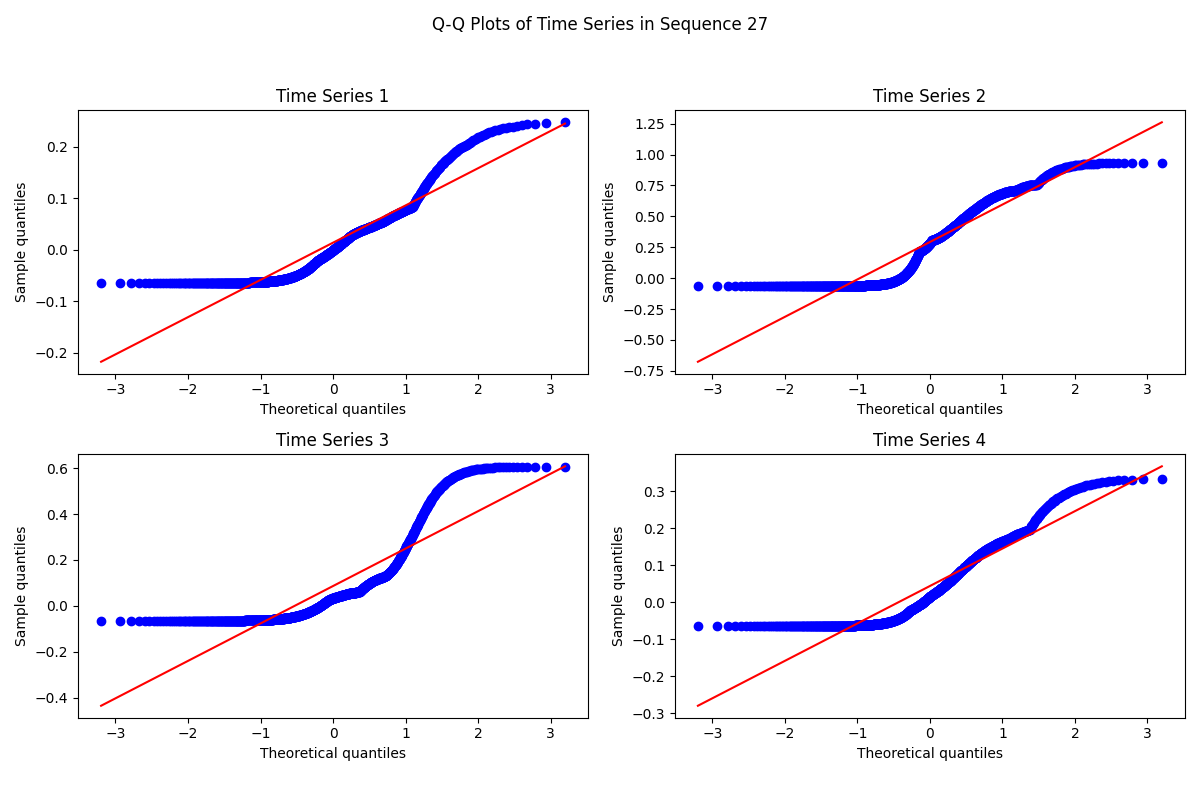 Q-Q Plots of Time Series in Sequence 27
Time Series 1
Sample quantiles
0.2
0.1
0.0
−0.1
−0.2
−3 −2 −1 0 1 2 3
Theoretical quantiles
Time Series 2
Sample quantiles
1.25
1.00
0.75
0.50
0.25
0.00
−0.25
−0.50
−0.75
−3 −2 −1 0 1 2 3
Theoretical quantiles
Time Series 3
Sample quantiles
0.6
0.4
0.2
0.0
−0.2
−0.4
−3 −2 −1 0 1 2 3
Theoretical quantiles
Time Series 4
Sample quantiles
0.3
0.2
0.1
0.0
−0.1
−0.2
−0.3
−3 −2 −1 0 1 2 3
Theoretical quantiles